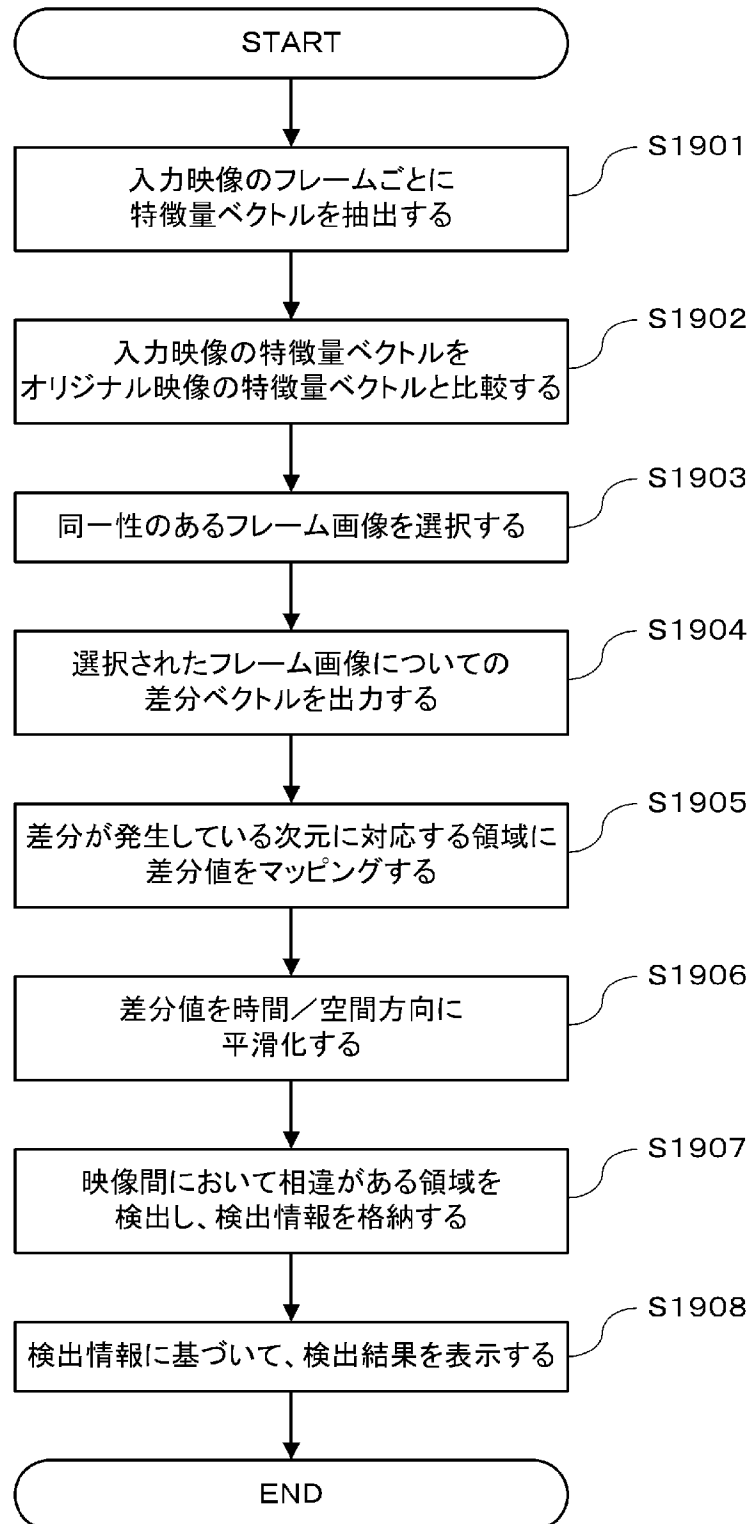 START
S1901
入力映像のフレームごとに
特徴量ベクトルを抽出する
S1902
入力映像の特徴量ベクトルを
オリジナル映像の特徴量ベクトルと比較する
S1903
同一性のあるフレーム画像を選択する
S1904
選択されたフレーム画像についての
差分ベクトルを出力する
S1905
差分が発生している次元に対応する領域に
差分値をマッピングする
S1906
差分値を時間／空間方向に
平滑化する
S1907
映像間において相違がある領域を
検出し、検出情報を格納する
S1908
検出情報に基づいて、検出結果を表示する
END